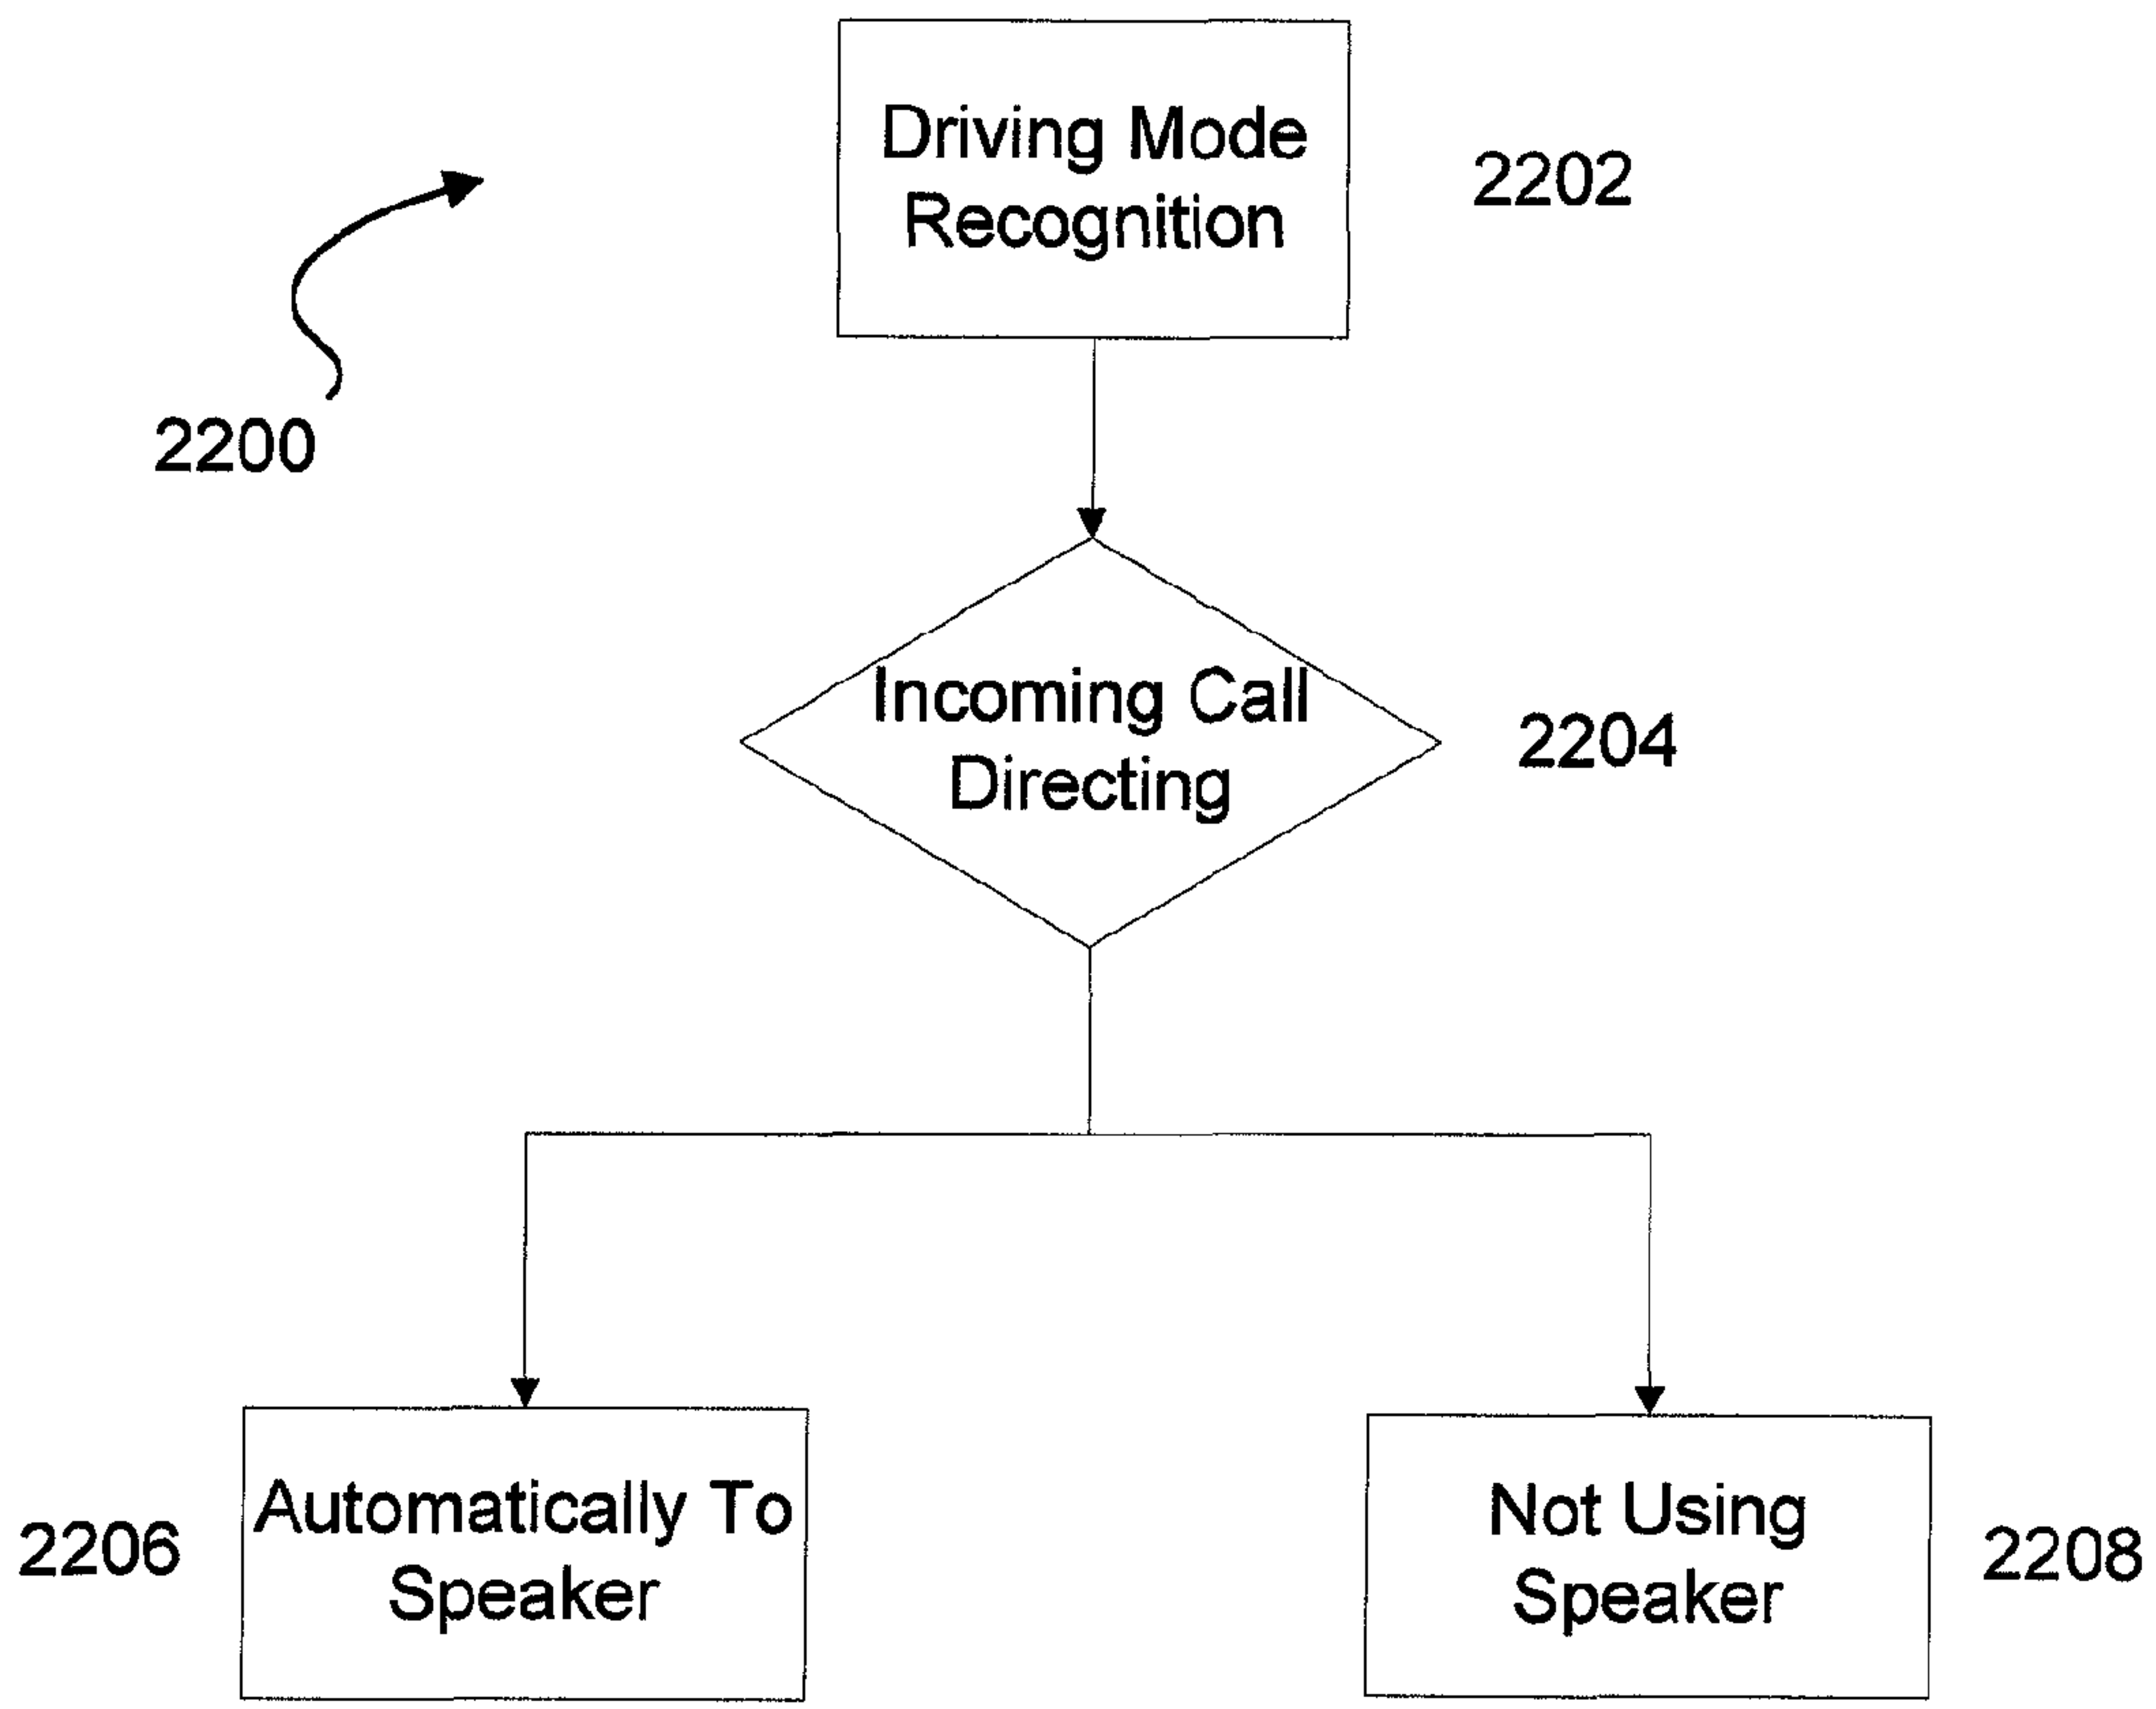 Driving Mode
Recognition
2202
2200
Incoming Call
Directing
2204
Automatically To
Speaker
2206
Not Using
Speaker
2208